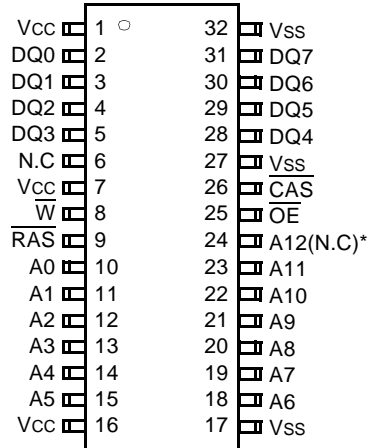 VCC 1 32 VSS
DQ0 2 31 DQ7
DQ1 3 30 DQ6
DQ2 4 29 DQ5
DQ3 5 28 DQ4
N.C 6 27 VSS
VCC 7 26 CAS
W 8 25 OE
RAS 9 24 A12(N.C)*
A0 10 23 A11
A1 11 22 A10
A2 12 21 A9
A3 13 20 A8
A4 14 19 A7
A5 15 18 A6
VCC 16 17 VSS